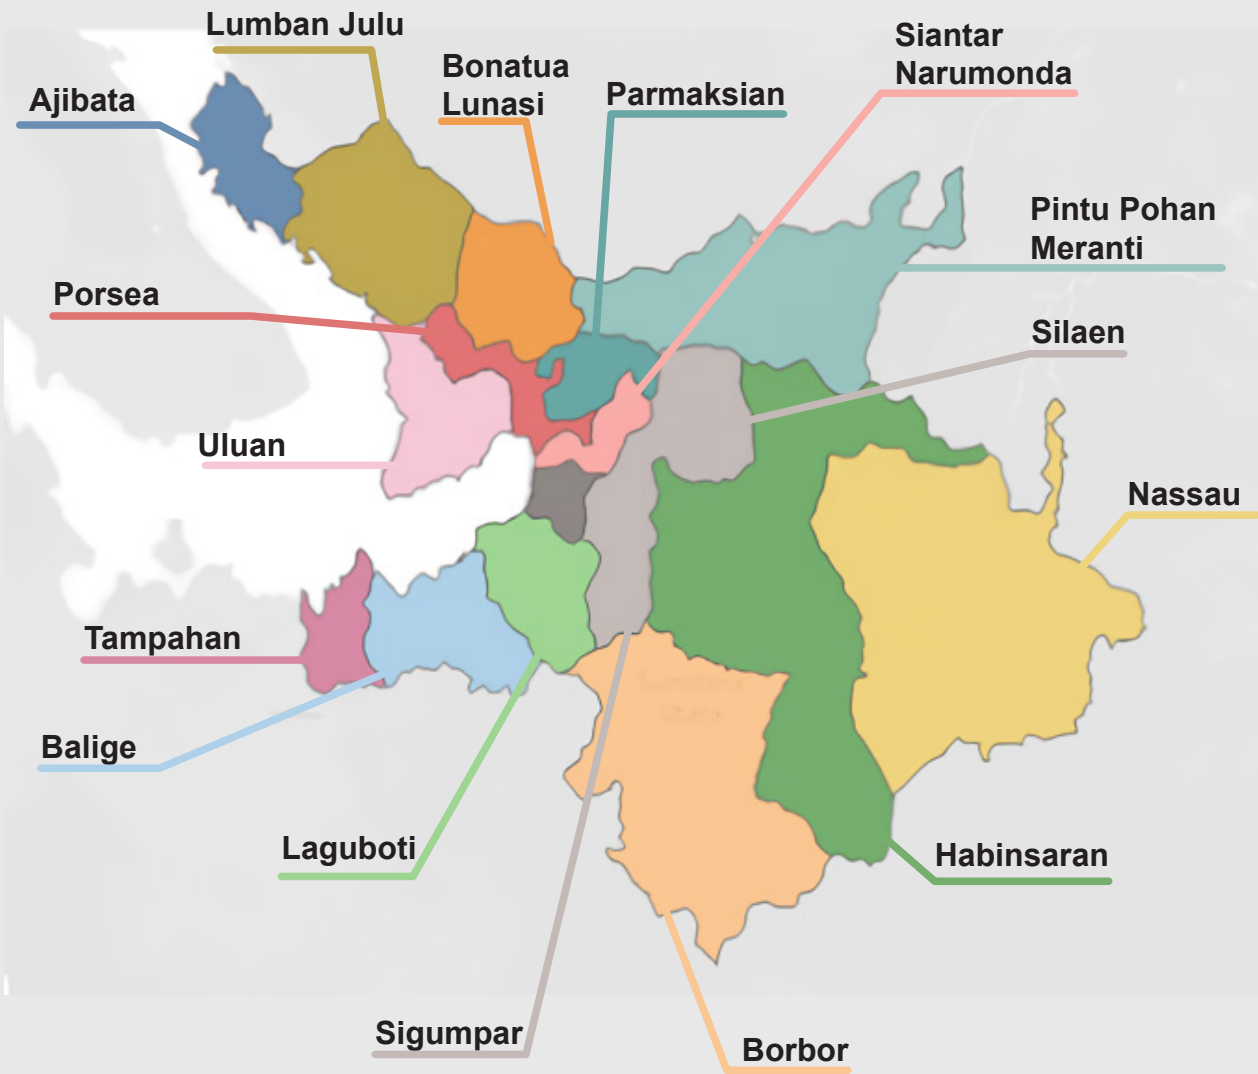 Lumban Julu
Siantar
Narumonda
Bonatua
Lunasi
Parmaksian
Ajibata
Pintu Pohan
Meranti
Porsea
Silaen
Uluan
Nassau
Tampahan
Balige
Laguboti
Habinsaran
Sigumpar
Borbor